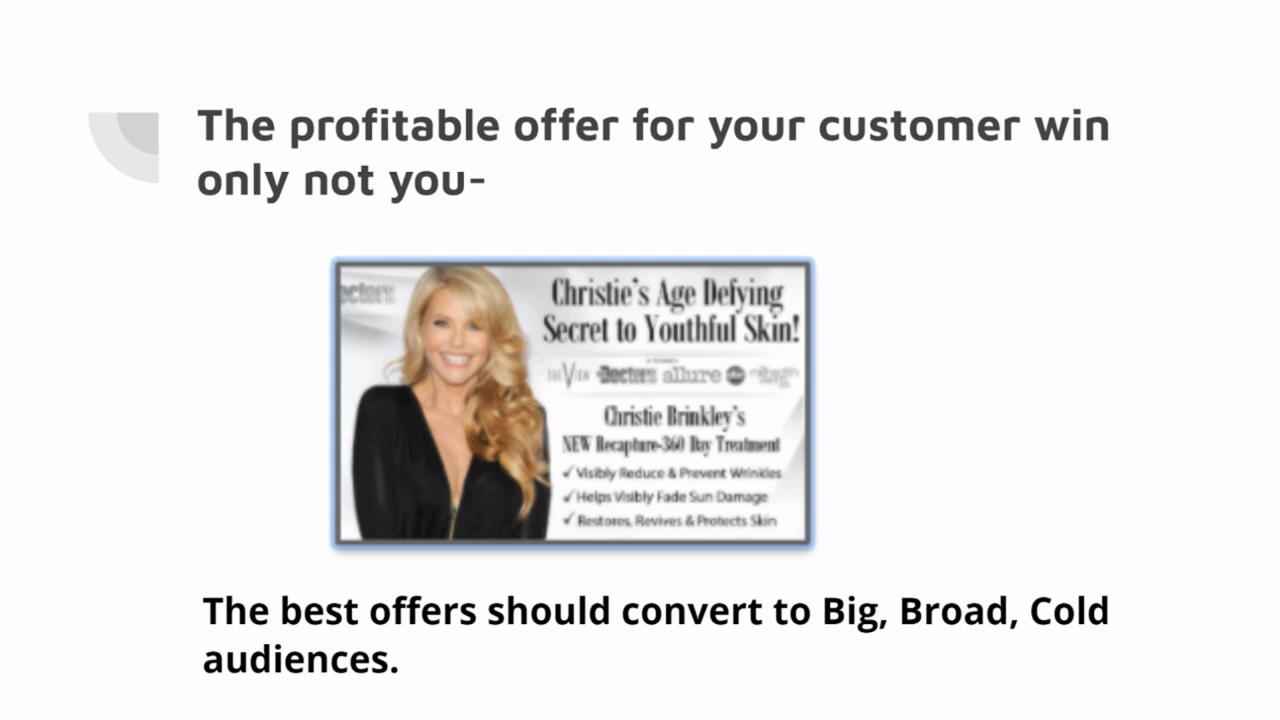 The profitable offer for your customer win
only not you-
Christie's Age Defying
Secret to Youthful Skin!
Doctors allure abc
Christie Brinkley's
NEW Recapture-360 Day Treatment
✓ Visibly Reduce & Prevent Wrinkles
✓ Helps Visibly Fade Sun Damage
✓ Restores, Revives & Protects Skin
The best offers should convert to Big, Broad, Cold
audiences.